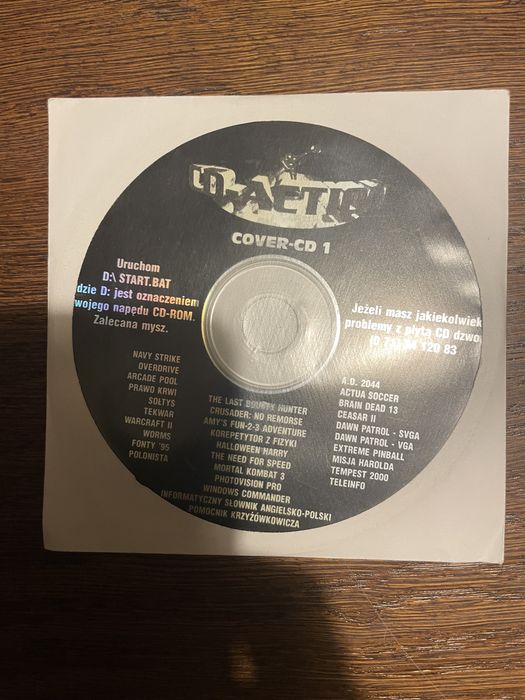 CD-ACTION
COVER-CD 1
Uruchom
D:\ START.BAT
dzie D: jest oznaczeniem
wojego napędu CD-ROM.
Zalecana mysz.
Jeżeli masz jakiekolwiek
problemy z płytą CD dzwo
120 83
NAVY STRIKE
OVERDRIVE
ARCADE POOL
PRAWO KRWI
SOŁTYS
TEKWAR
WARCRAFT II
WORMS
FONTY '95
POLONISTA
THE LAST BOUNTY HUNTER
CRUSADER: NO REMORSE
AMY'S FUN-2-3 ADVENTURE
KOREPETYTOR Z FIZYKI
HALLOWEEN HARRY
THE NEED FOR SPEED
MORTAL KOMBAT 3
PHOTOVISION PRO
WINDOWS COMMANDER
INFORMATYCZNY SŁOWNIK ANGIELSKO-POLSKI
POMOCNIK KRZYŻÓWKOWICZA
A.D. 2044
ACTUA SOCCER
BRAIN DEAD 13
CEASAR II
DAWN PATROL - SVGA
DAWN PATROL - VGA
EXTREME PINBALL
MISJA HAROLDA
TEMPEST 2000
TELEINFO